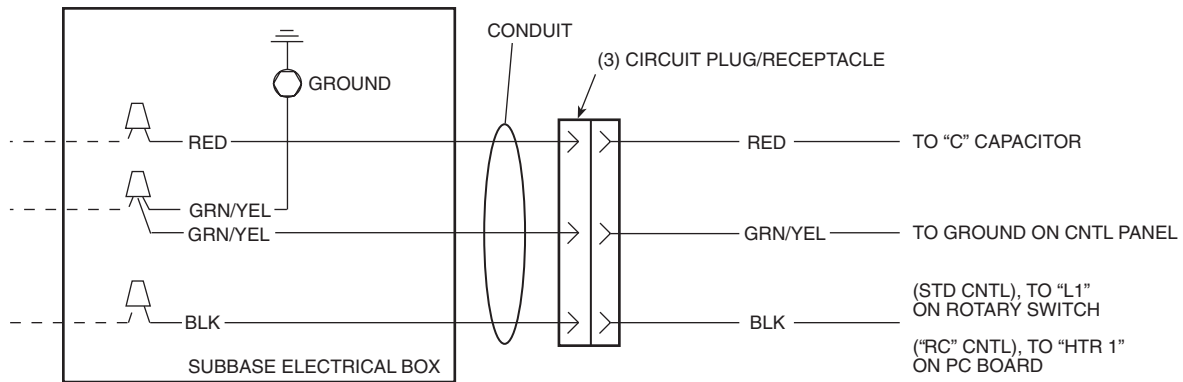 CONDUIT
(3) CIRCUIT PLUG/RECEPTACLE
GROUND
RED
RED
TO “C” CAPACITOR
GRN/YEL
GRN/YEL
GRN/YEL
TO GROUND ON CNTL PANEL
(STD CNTL), TO “L1”
ON ROTARY SWITCH
BLK
BLK
(“RC” CNTL), TO “HTR 1”
ON PC BOARD
SUBBASE ELECTRICAL BOX